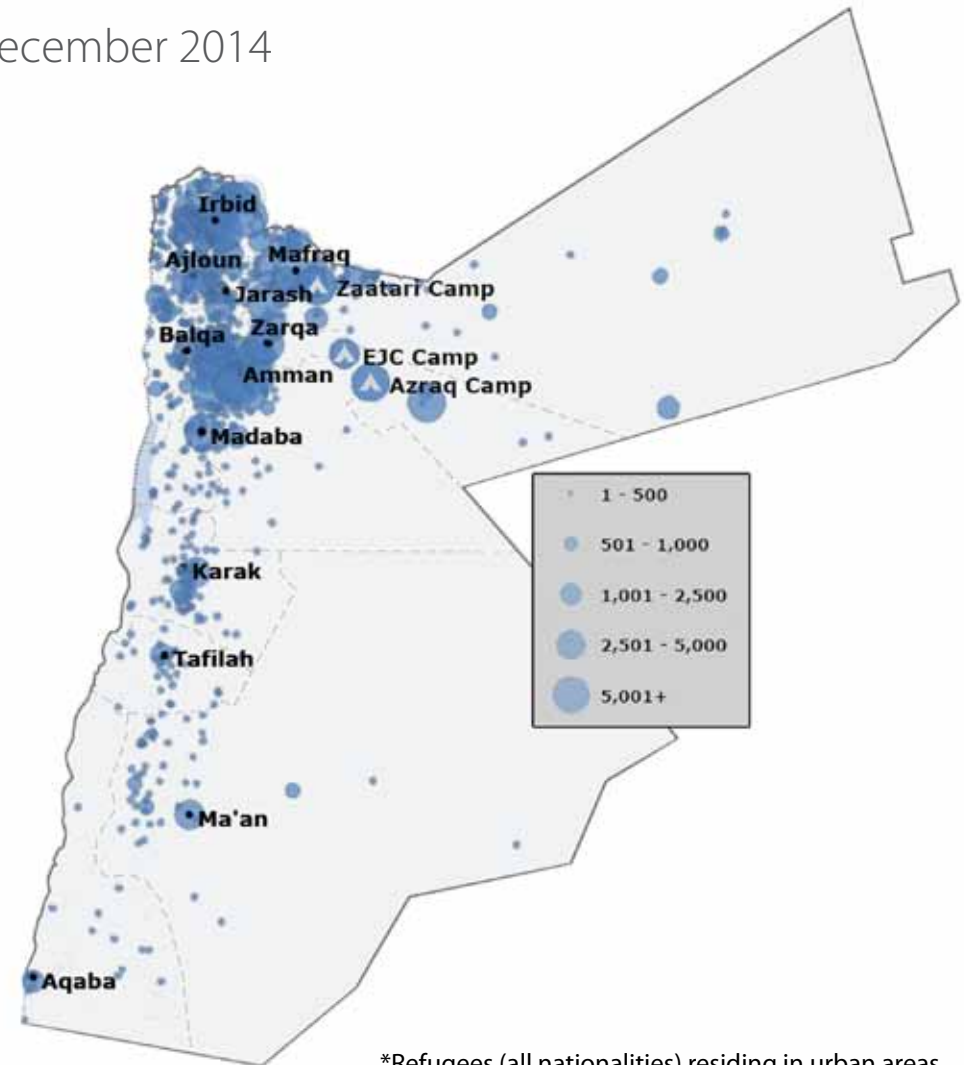 ecember 2014
Irbid
Ajloun
Mafraq
Jarash
Zaatari Camp
Balqa
Zarqa
EJC Camp
Amman
Azraq Camp
Madaba
1 - 500
501 - 1,000
Karak
1,001 - 2,500
2,501 - 5,000
Tafilah
5,001+
Ma'an
Aqaba
*Refugees (all nationalities) residing in urban areas